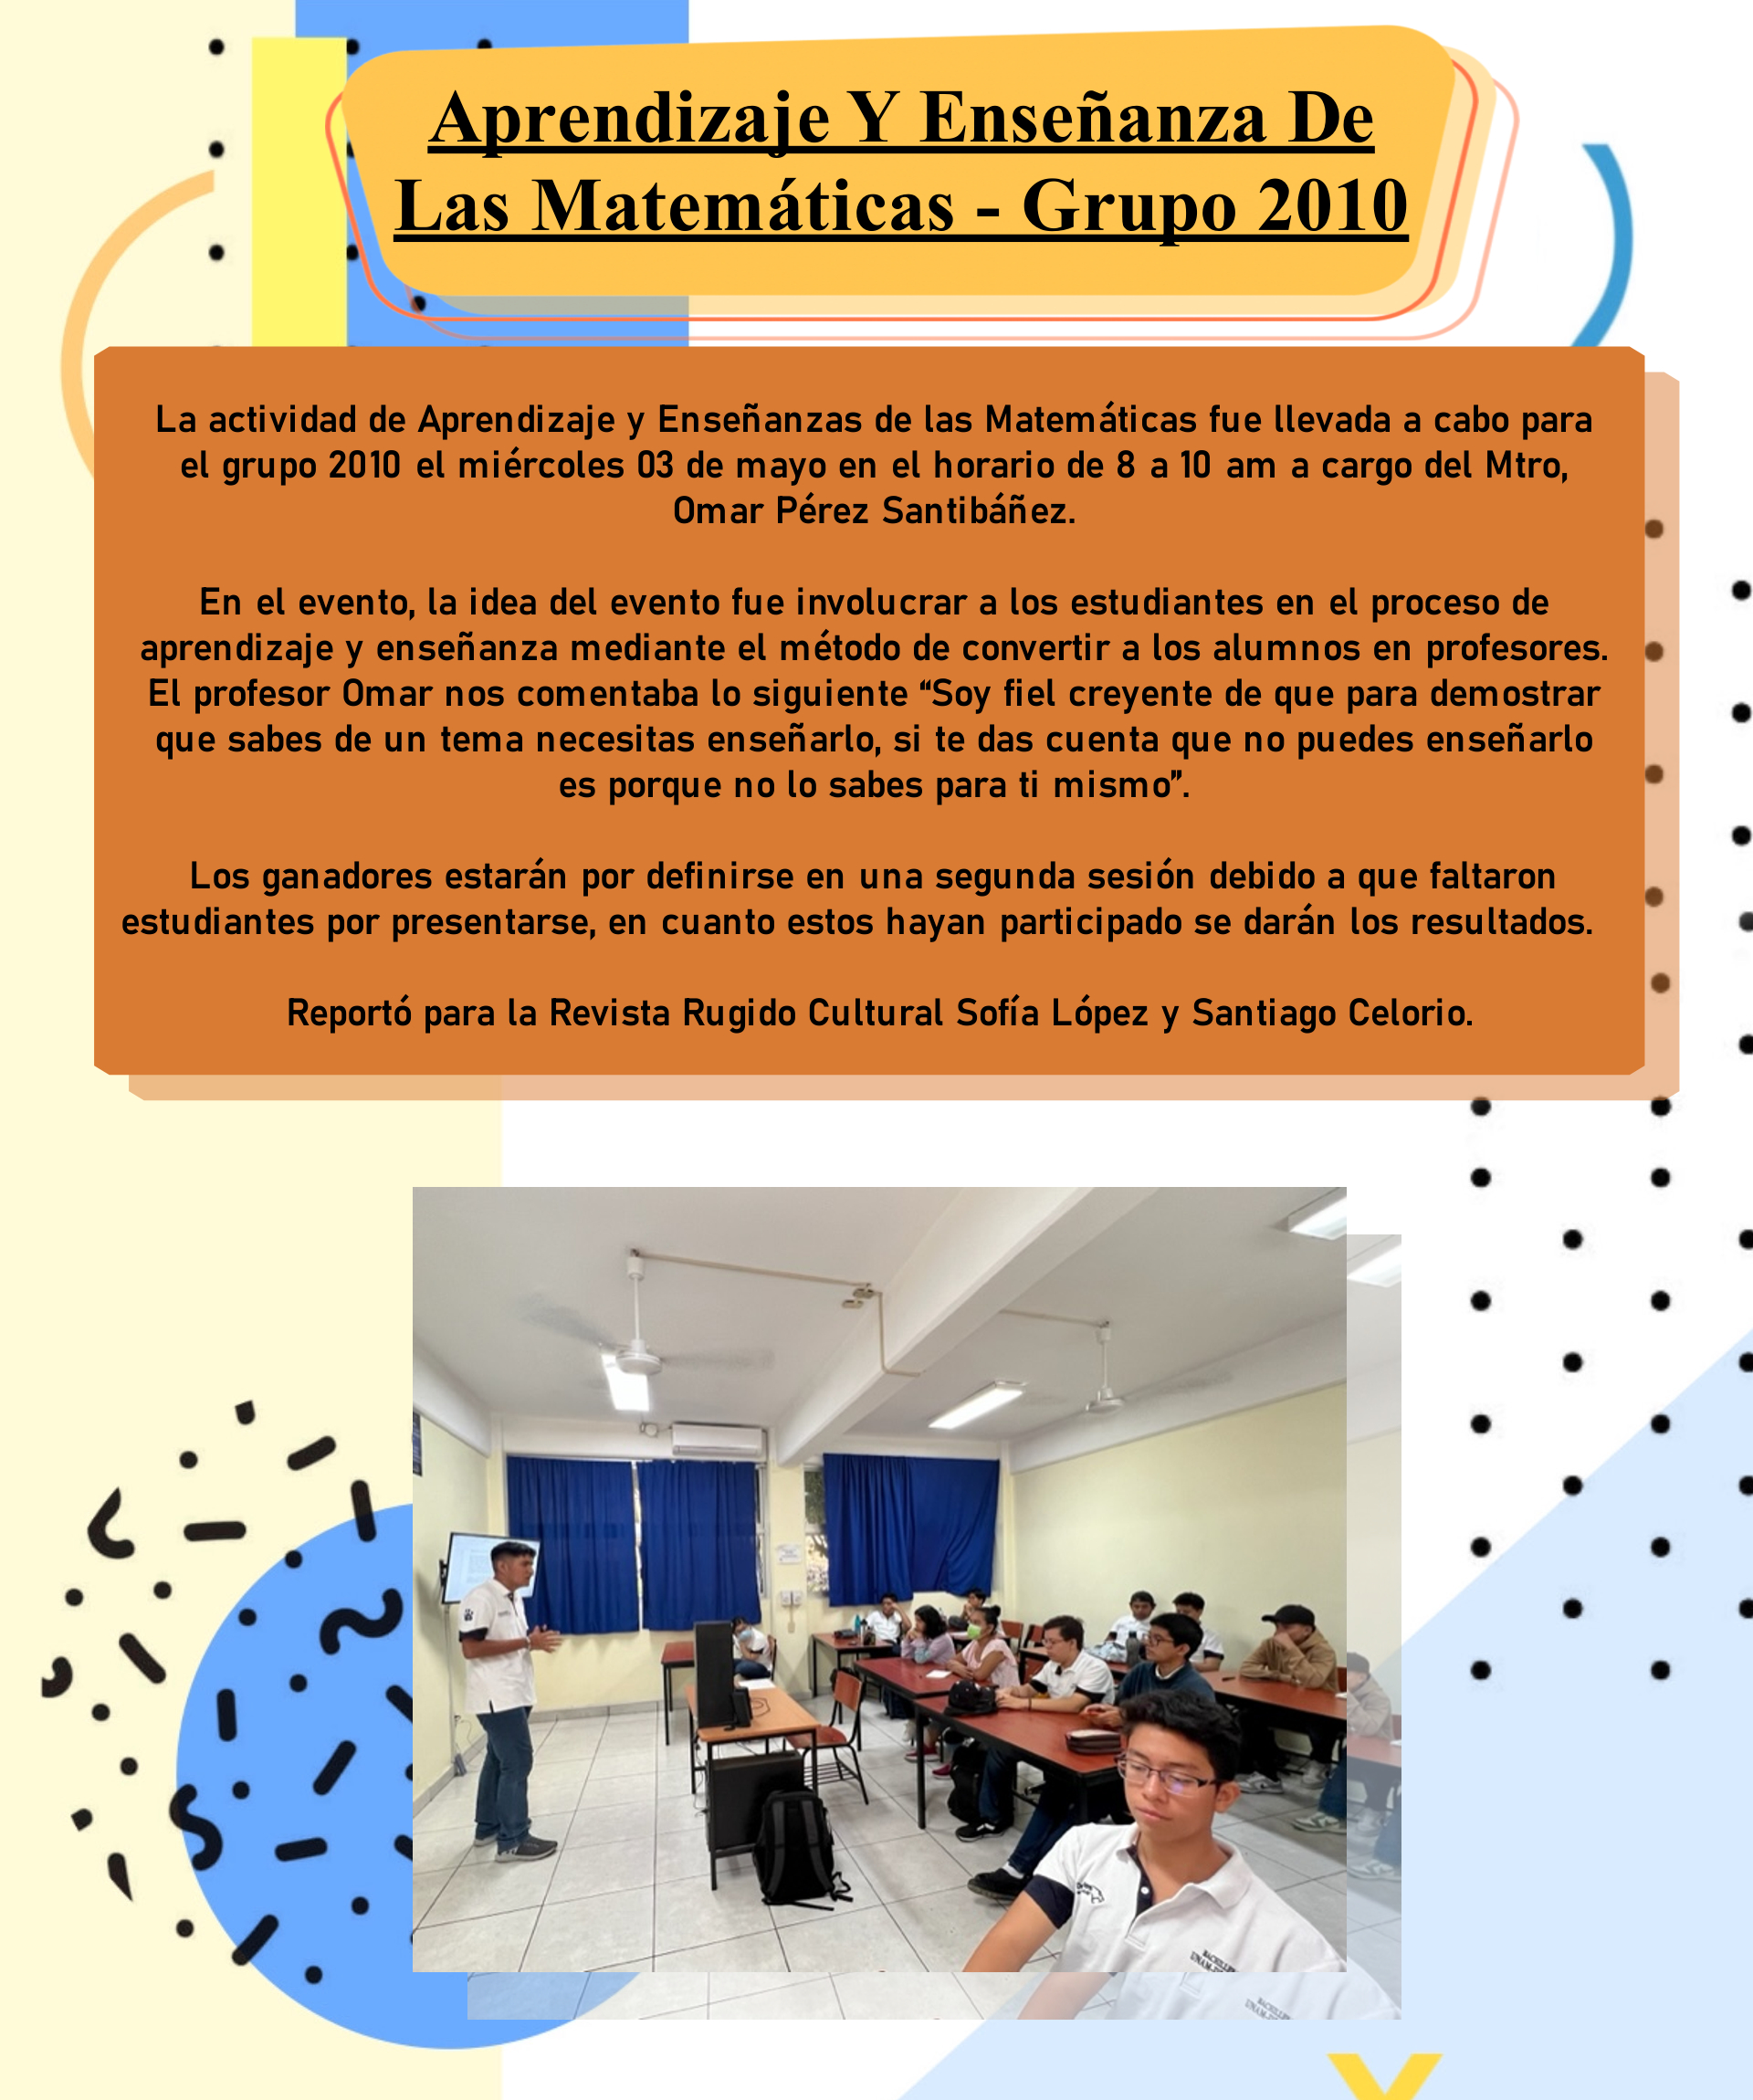 Aprendizaje Y Enseñanza De
Las Matemáticas - Grupo 2010
La actividad de Aprendizaje y Enseñanzas de las Matemáticas fue llevada a cabo para
el grupo 2010 el miércoles 03 de mayo en el horario de 8 a 10 am a cargo del Mtro,
Omar Pérez Santibáñez.
En el evento, la idea del evento fue involucrar a los estudiantes en el proceso de
aprendizaje y enseñanza mediante el método de convertir a los alumnos en profesores.
El profesor Omar nos comentaba lo siguiente “Soy fiel creyente de que para demostrar
que sabes de un tema necesitas enseñarlo, si te das cuenta que no puedes enseñarlo
es porque no lo sabes para ti mismo”.
Los ganadores estarán por definirse en una segunda sesión debido a que faltaron
estudiantes por presentarse, en cuanto estos hayan participado se darán los resultados.
Reportó para la Revista Rugido Cultural Sofía López y Santiago Celorio.